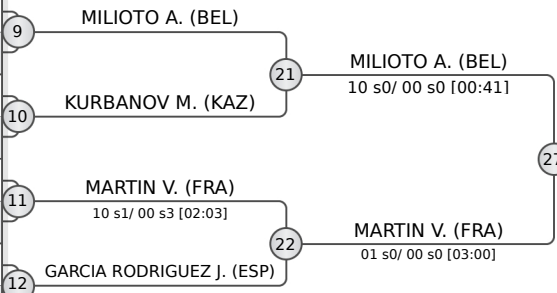 MILIOTO A. (BEL)
9
21
MILIOTO A. (BEL)
10 s0/ 00 s0 [00:41]
KURBANOV M. (KAZ)
10
27
MARTIN V. (FRA)
11
10 s1/ 00 s3 [02:03]
22
MARTIN V. (FRA)
01 s0/ 00 s0 [03:00]
GARCIA RODRIGUEZ J. (ESP)
12